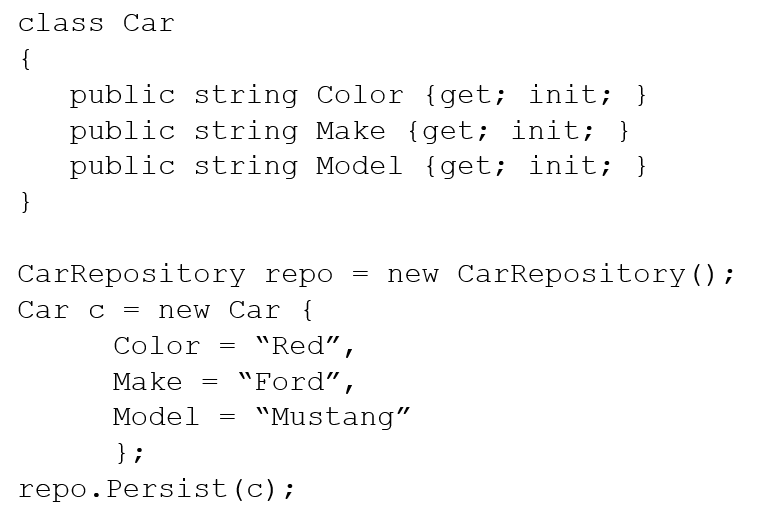 class Car
{
   public string Color {get; init; }
   public string Make {get; init; }
   public string Model {get; init; }
}

CarRepository repo = new CarRepository();
Car c = new Car {
     Color = “Red”,
     Make = “Ford”,
     Model = “Mustang”
     };
repo.Persist(c);